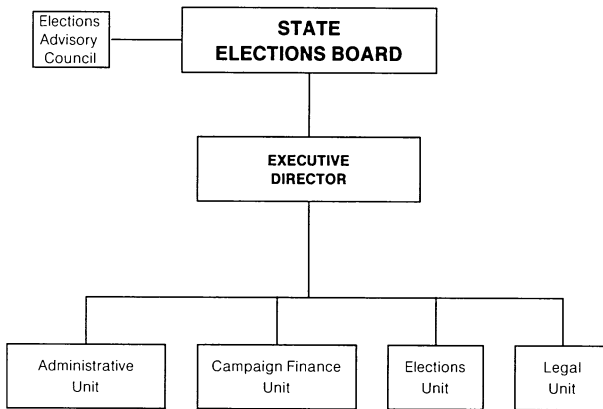 Elections
Advisory
Council
STATE
ELECTIONS BOARD
EXECUTIVE
DIRECTOR
Administrative
Unit
Campaign Finance
Unit
Elections
Unit
Legal
Unit